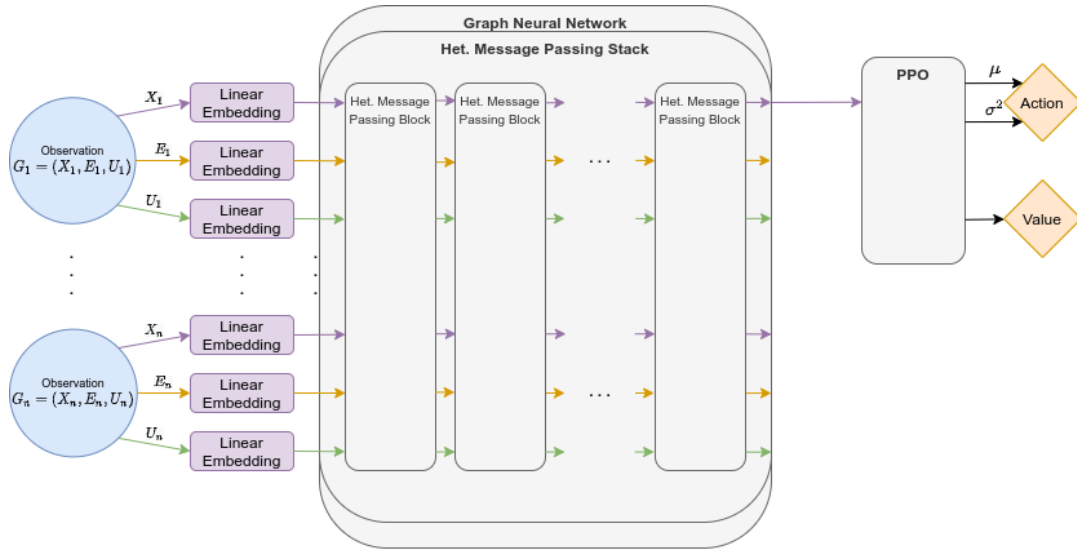 Graph Neural Network
Het. Message Passing Stack
PPO
X₁
Linear
Embedding
Het. Message
Passing Block
Het. Message
Passing Block
Het. Message
Passing Block
μ
σ²
Action
Observation
G₁ = (X₁, E₁, U₁)
E₁
Linear
Embedding
. . .
U₁
Linear
Embedding
Value
Xₙ
Linear
Embedding
Observation
Gₙ = (Xₙ, Eₙ, Uₙ)
Eₙ
Linear
Embedding
. . .
Uₙ
Linear
Embedding